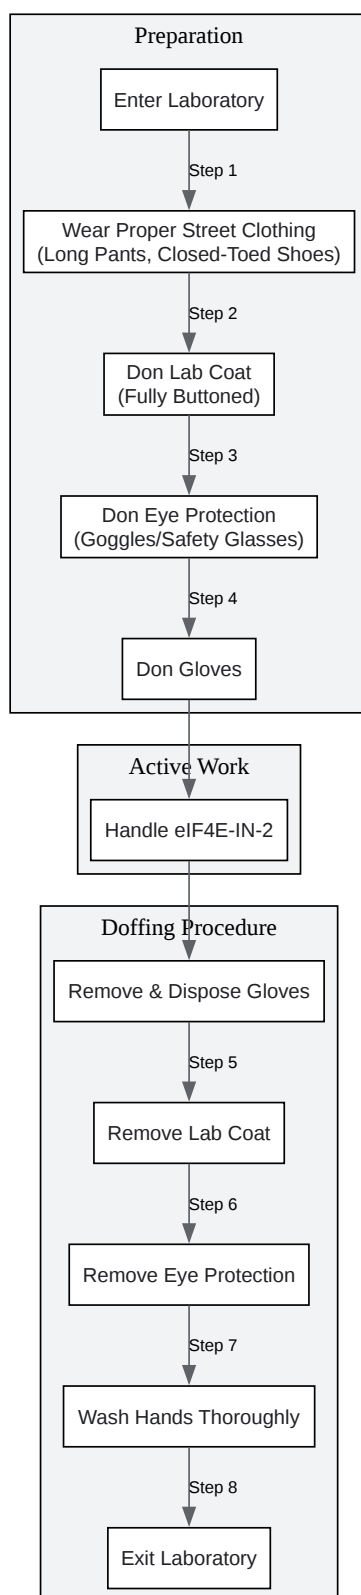 Preparation
Enter Laboratory
Step 1
Wear Proper Street Clothing
(Long Pants, Closed-Toed Shoes)
Step 2
Don Lab Coat
(Fully Buttoned)
Step 3
Don Eye Protection
(Goggles/Safety Glasses)
Step 4
Don Gloves
Active Work
Handle eIF4E-IN-2
Doffing Procedure
Remove & Dispose Gloves
Step 5
Remove Lab Coat
Step 6
Remove Eye Protection
Step 7
Wash Hands Thoroughly
Step 8
Exit Laboratory